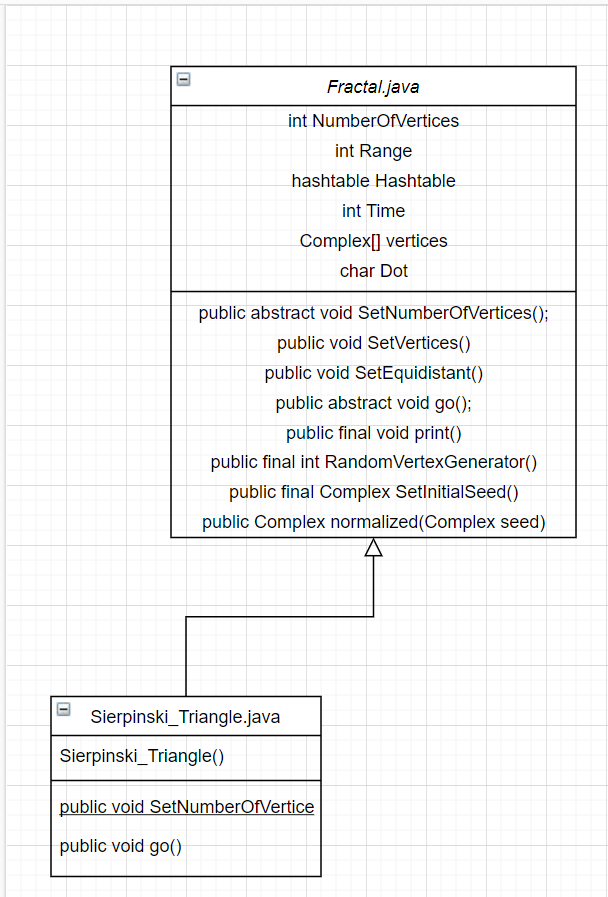 Fractal.java
int NumberOfVertices
int Range
hashtable Hashtable
int Time
Complex[] vertices
char Dot
public abstract void SetNumberOfVertices();
public void SetVertices()
public void SetEquidistant()
public abstract void go();
public final void print()
public final int RandomVertexGenerator()
public final Complex SetInitialSeed()
public Complex normalized(Complex seed)
Sierpinski_Triangle.java
Sierpinski_Triangle()
public void SetNumberOfVertice
public void go()